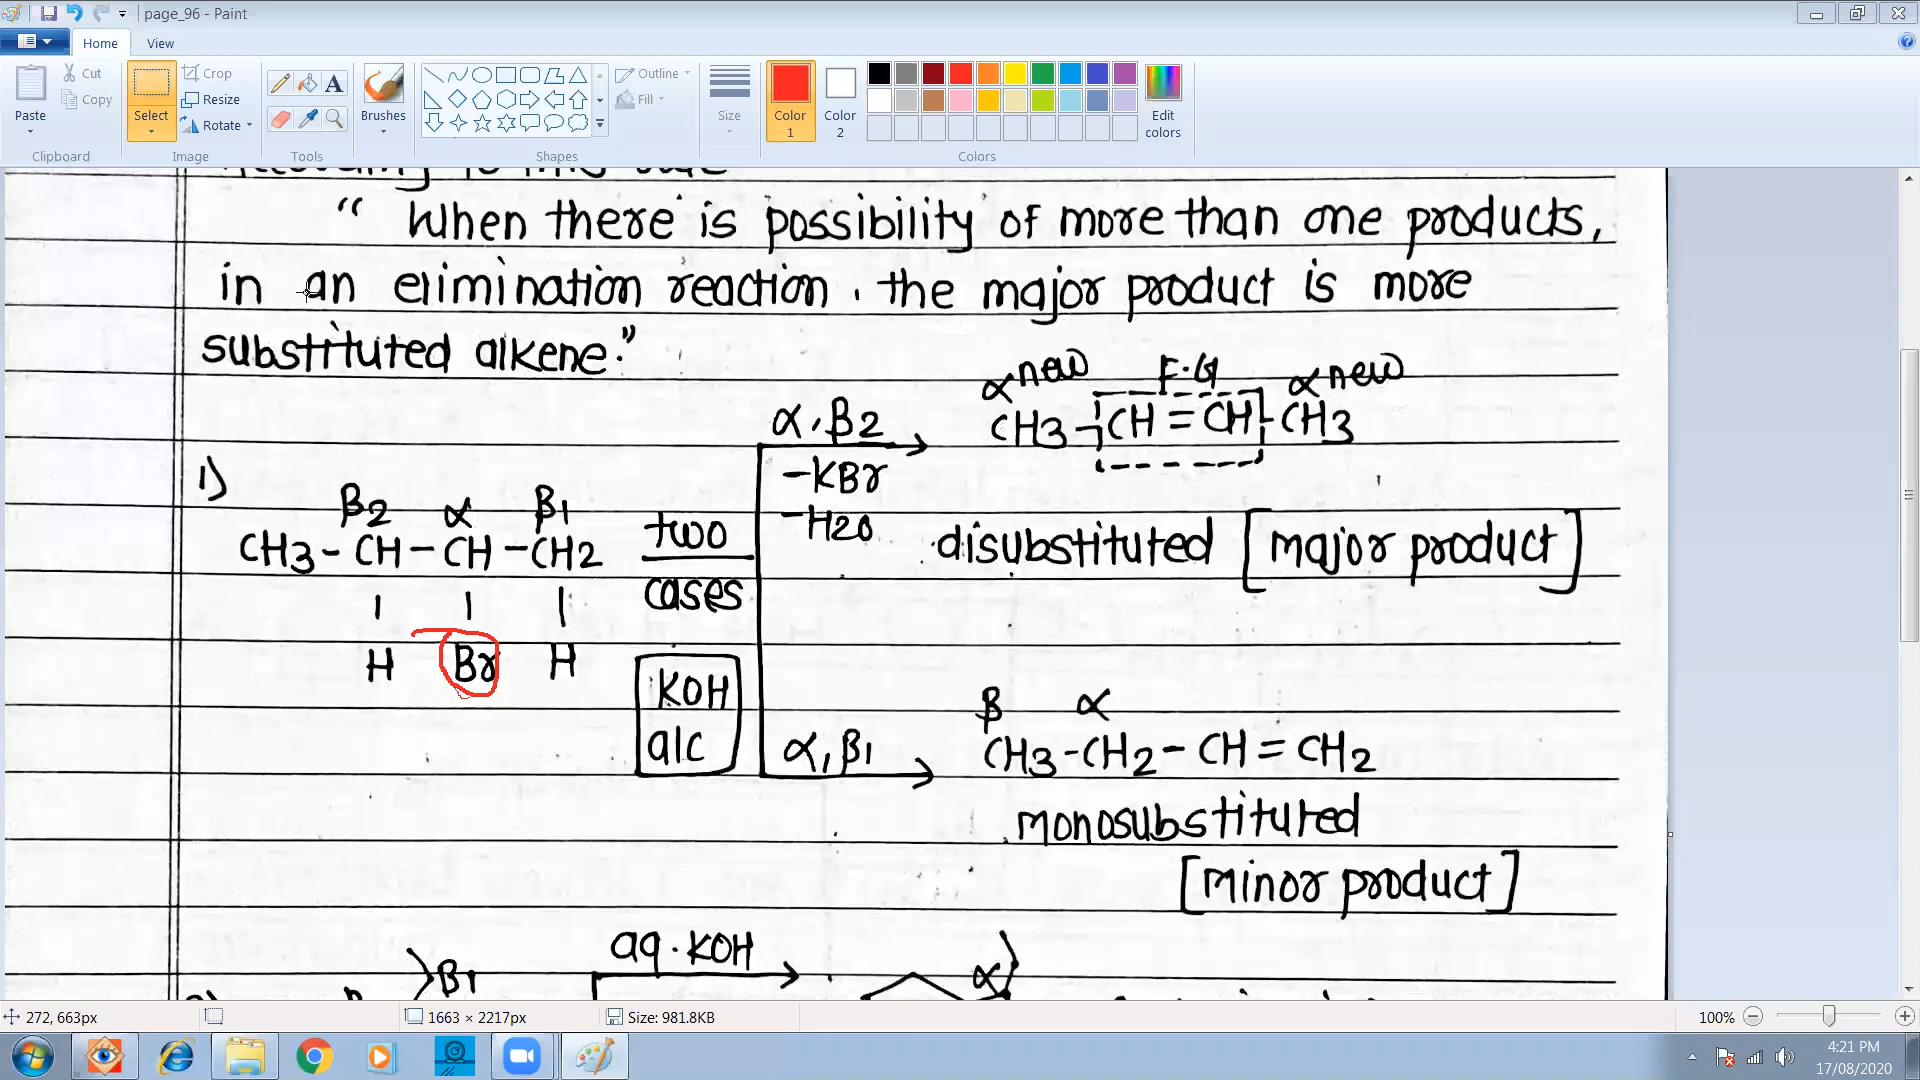 page_96 - Paint
Home View
Paste
Cut
Copy
Clipboard
Select
Crop
Resize
Rotate
Image
A
Tools
Brushes
Shapes
Outline
Fill
Size
Color 1
Color 2
Edit colors
Colors
“ When there is possibility of more than one products,
in an elimination reaction, the major product is more
substituted alkene.”
α new F.G α new
CH3 - CH = CH - CH3
α, β2
-KBr
-H2O
1)
β2 α β1
CH3 - CH - CH - CH2
H Br H
two
cases
KOH
alc
disubstituted [major product]
α, β1
β α
CH3 - CH2 - CH = CH2
monosubstituted
[minor product]
aq. KOH
β1
α
272, 663px
1663 × 2217px
Size: 981.8KB
100%
4:21 PM
17/08/2020